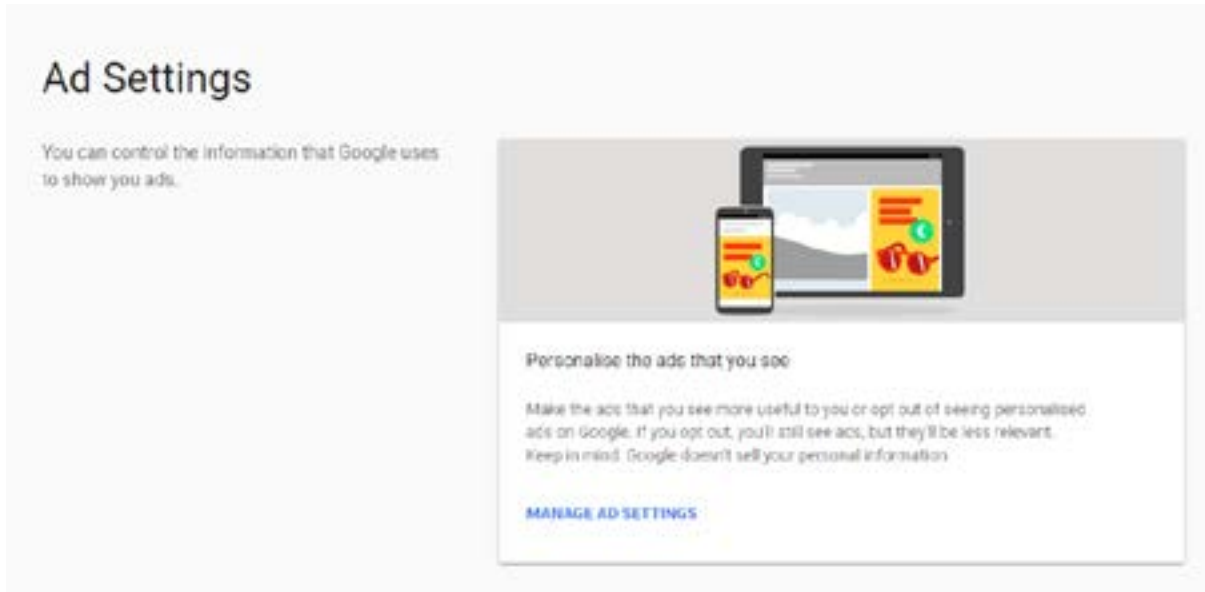 Ad Settings
You can control the information that Google uses
to show you ads.
Personalise the ads that you see
Make the ads that you see more useful to you or opt out of seeing personalised
ads on Google. If you opt out, you'll still see ads, but they'll be less relevant.
Keep in mind: Google doesn't sell your personal information
MANAGE AD SETTINGS